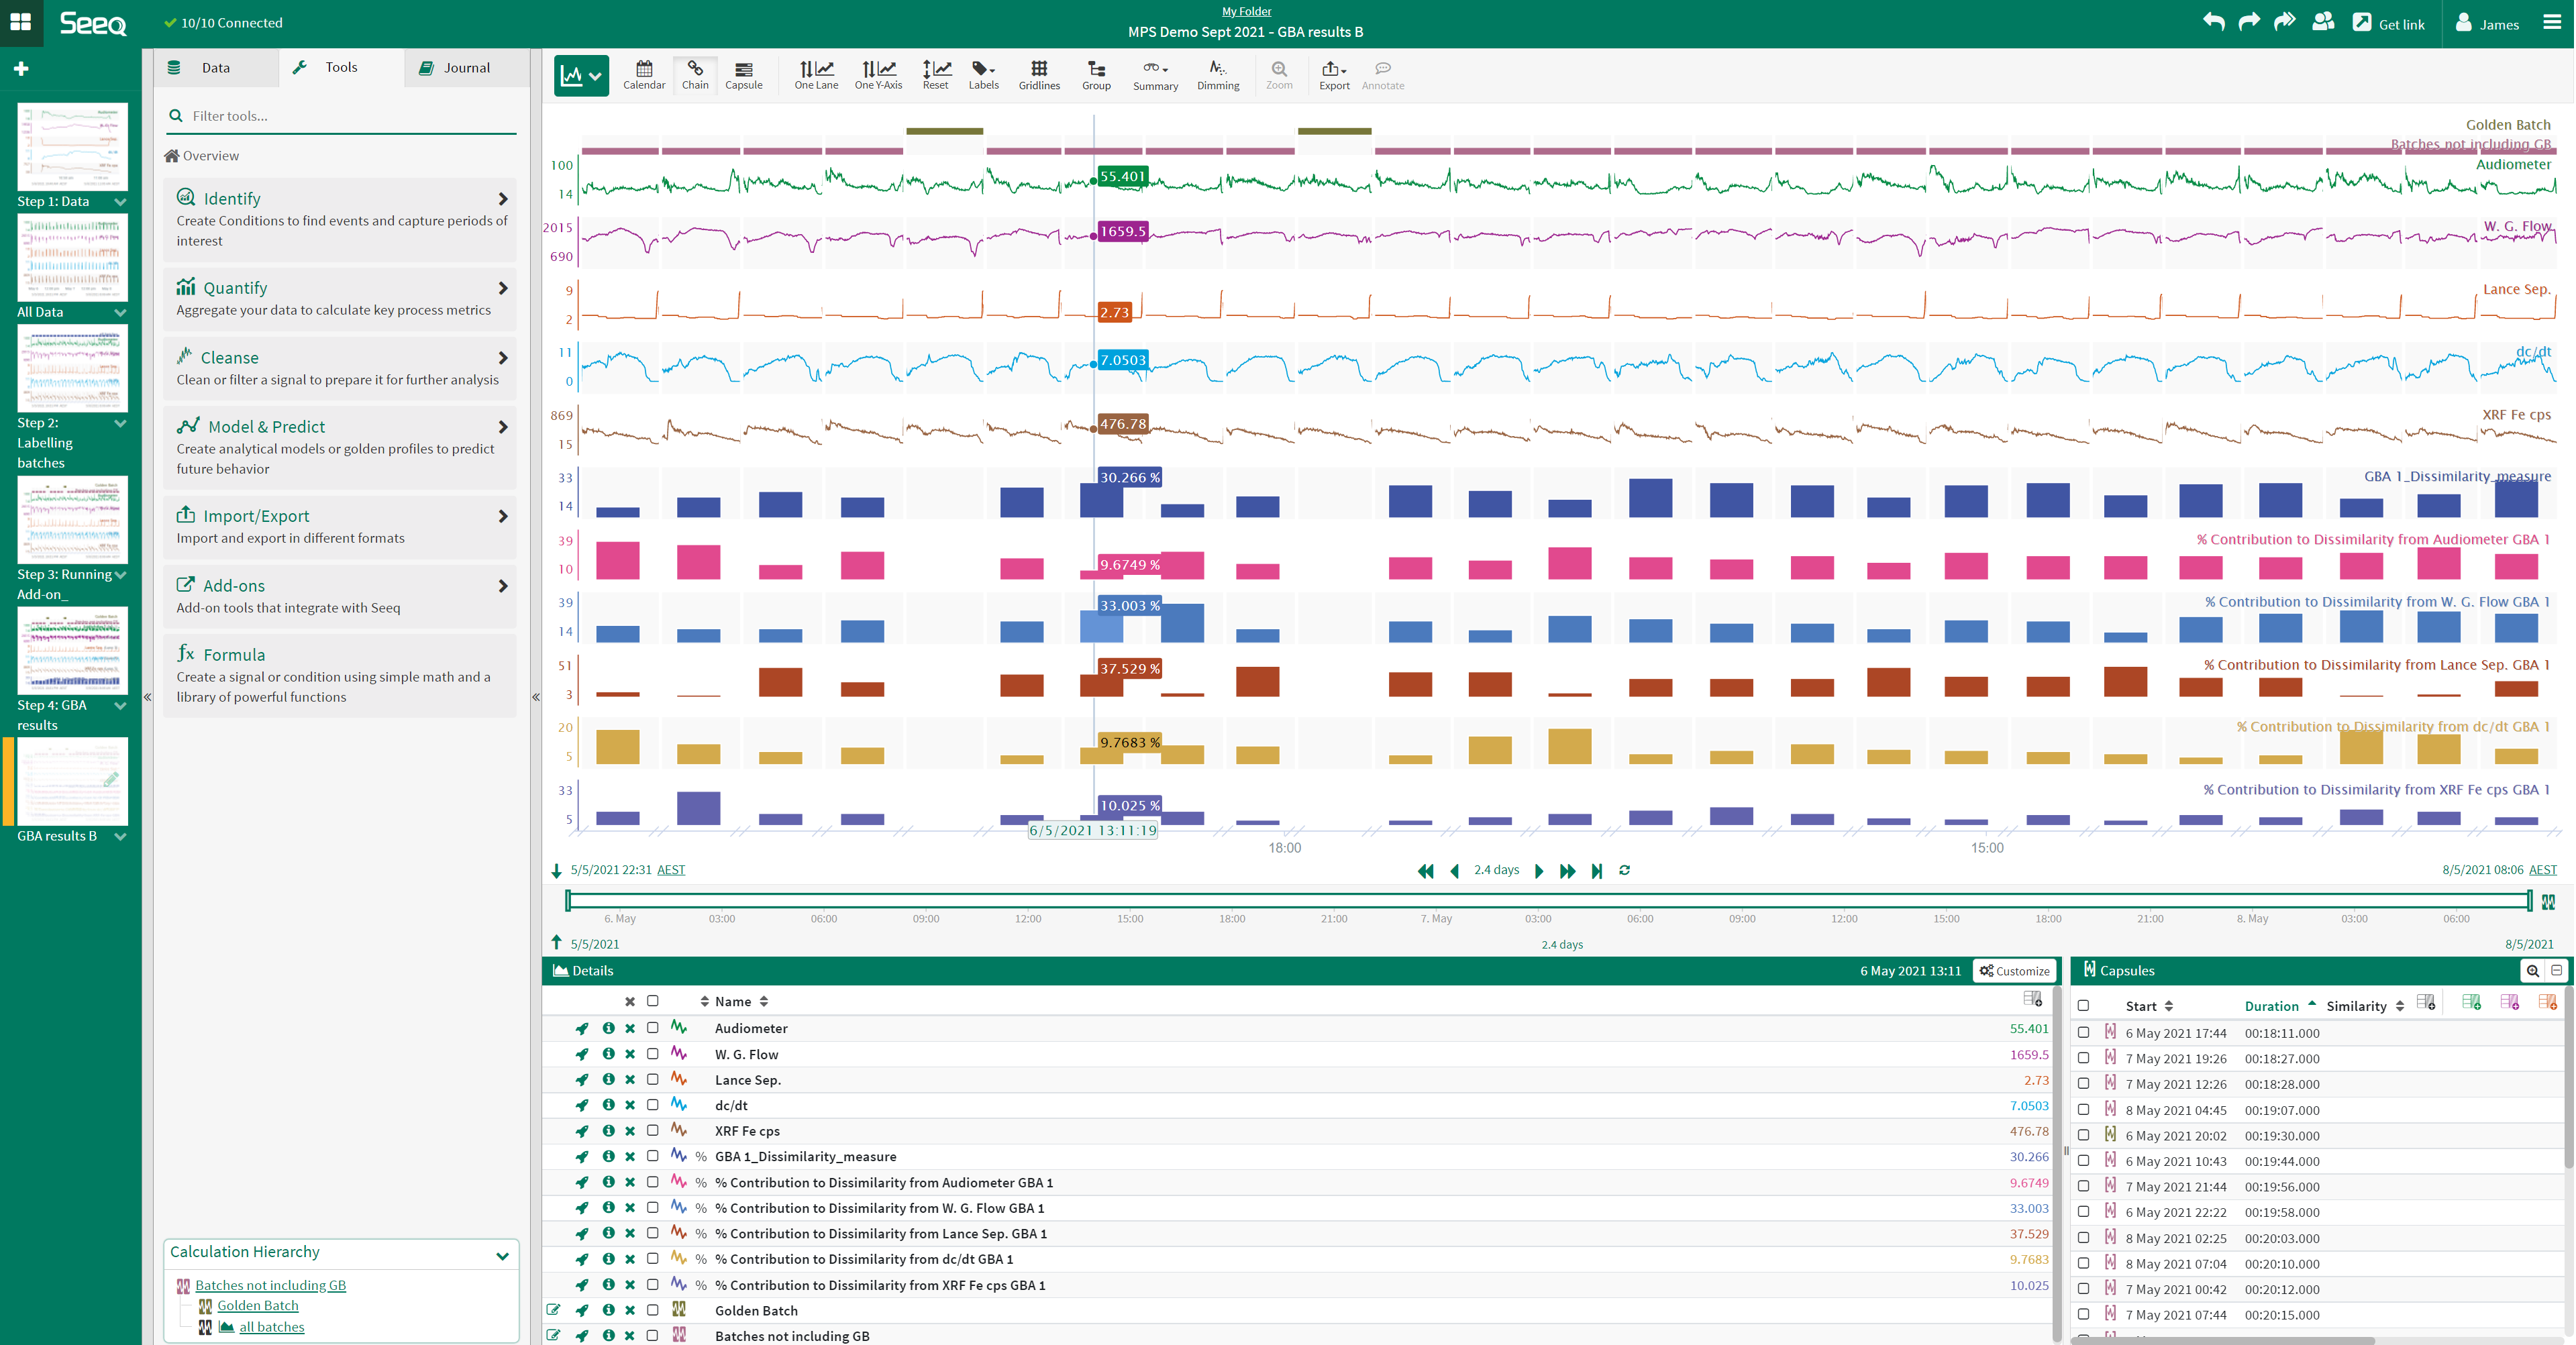 Seeq
10/10 Connected
My Folder
MPS Demo Sept 2021 - GBA results B
Get link
James
Step 1: Data
All Data
Step 2:
Labelling
batches
Step 3: Running
Add-on_
Step 4: GBA
results
GBA results B
Data
Tools
Journal
Filter tools...
Overview
Identify
Create Conditions to find events and capture periods of
interest
Quantify
Aggregate your data to calculate key process metrics
Cleanse
Clean or filter a signal to prepare it for further analysis
Model & Predict
Create analytical models or golden profiles to predict
future behavior
Import/Export
Import and export in different formats
Add-ons
Add-on tools that integrate with Seeq
Formula
Create a signal or condition using simple math and a
library of powerful functions
Calculation Hierarchy
Batches not including GB
Golden Batch
all batches
Calendar
Chain
Capsule
One Lane
One Y-Axis
Reset
Labels
Gridlines
Group
Summary
Dimming
Zoom
Export
Annotate
Golden Batch
Batches not including GB
100
14
55.401
Audiometer
2015
690
1659.5
W. G. Flow
9
2
2.73
Lance Sep.
11
0
7.0503
dc/dt
869
15
476.78
XRF Fe cps
33
14
30.266 %
GBA 1_Dissimilarity_measure
39
10
9.6749 %
% Contribution to Dissimilarity from Audiometer GBA 1
39
14
33.003 %
% Contribution to Dissimilarity from W. G. Flow GBA 1
51
3
37.529 %
% Contribution to Dissimilarity from Lance Sep. GBA 1
20
5
9.7683 %
% Contribution to Dissimilarity from dc/dt GBA 1
33
5
10.025 %
% Contribution to Dissimilarity from XRF Fe cps GBA 1
6/5/2021 13:11:19
18:00
15:00
5/5/2021 22:31 AEST
2.4 days
8/5/2021 08:06 AEST
6. May 03:00 06:00 09:00 12:00 15:00 18:00 21:00 7. May 03:00 06:00 09:00 12:00 15:00 18:00 21:00 8. May 03:00 06:00
5/5/2021
2.4 days
8/5/2021
Details
6 May 2021 13:11
Customize
Name
Audiometer 55.401
W. G. Flow 1659.5
Lance Sep. 2.73
dc/dt 7.0503
XRF Fe cps 476.78
% GBA 1_Dissimilarity_measure 30.266
% % Contribution to Dissimilarity from Audiometer GBA 1 9.6749
% % Contribution to Dissimilarity from W. G. Flow GBA 1 33.003
% % Contribution to Dissimilarity from Lance Sep. GBA 1 37.529
% % Contribution to Dissimilarity from dc/dt GBA 1 9.7683
% % Contribution to Dissimilarity from XRF Fe cps GBA 1 10.025
Golden Batch
Batches not including GB
Capsules
Start Duration Similarity
6 May 2021 17:44 00:18:11.000
7 May 2021 19:26 00:18:27.000
7 May 2021 12:26 00:18:28.000
8 May 2021 04:45 00:19:07.000
6 May 2021 20:02 00:19:30.000
6 May 2021 10:43 00:19:44.000
7 May 2021 21:44 00:19:56.000
6 May 2021 22:22 00:19:58.000
8 May 2021 02:25 00:20:03.000
8 May 2021 07:04 00:20:10.000
7 May 2021 00:42 00:20:12.000
7 May 2021 07:44 00:20:15.000